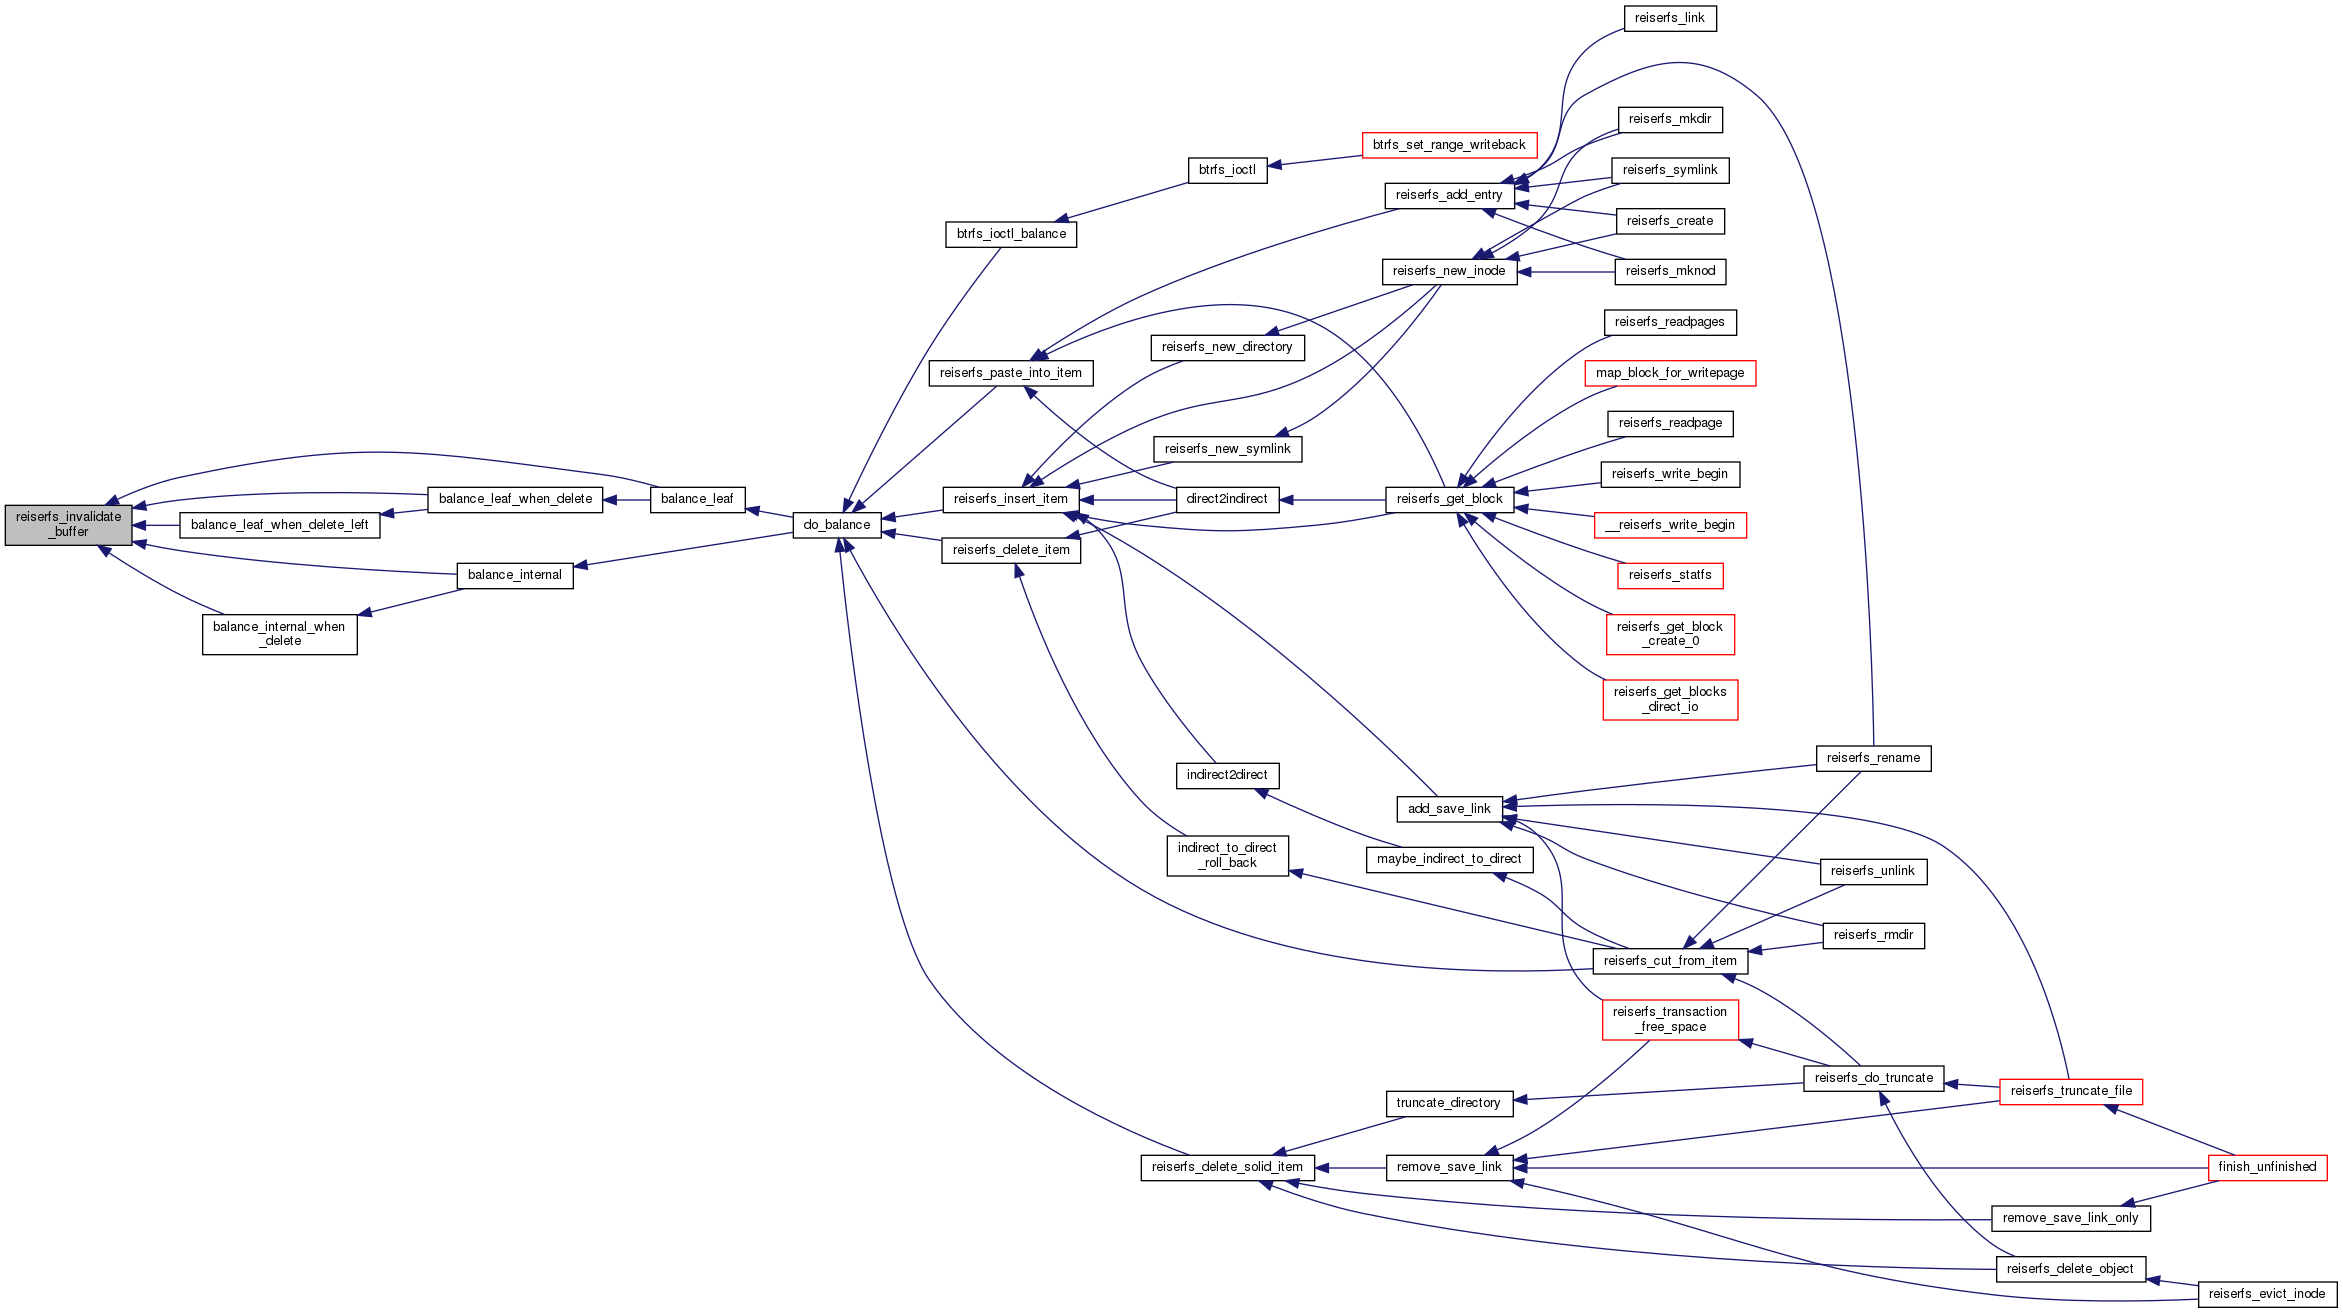 reiserfs_link
reiserfs_mkdir
btrfs_set_range_writeback
btrfs_ioctl
reiserfs_symlink
reiserfs_add_entry
reiserfs_create
btrfs_ioctl_balance
reiserfs_new_inode
reiserfs_mknod
reiserfs_readpages
reiserfs_new_directory
reiserfs_paste_into_item
map_block_for_writepage
reiserfs_readpage
reiserfs_new_symlink
reiserfs_write_begin
balance_leaf_when_delete
balance_leaf
reiserfs_insert_item
direct2indirect
reiserfs_get_block
reiserfs_invalidate
_buffer
balance_leaf_when_delete_left
do_balance
__reiserfs_write_begin
reiserfs_delete_item
balance_internal
reiserfs_statfs
balance_internal_when
_delete
reiserfs_get_block
_create_0
reiserfs_get_blocks
_direct_io
reiserfs_rename
indirect2direct
add_save_link
indirect_to_direct
_roll_back
maybe_indirect_to_direct
reiserfs_unlink
reiserfs_rmdir
reiserfs_cut_from_item
reiserfs_transaction
_free_space
reiserfs_do_truncate
reiserfs_truncate_file
truncate_directory
reiserfs_delete_solid_item
remove_save_link
finish_unfinished
remove_save_link_only
reiserfs_delete_object
reiserfs_evict_inode